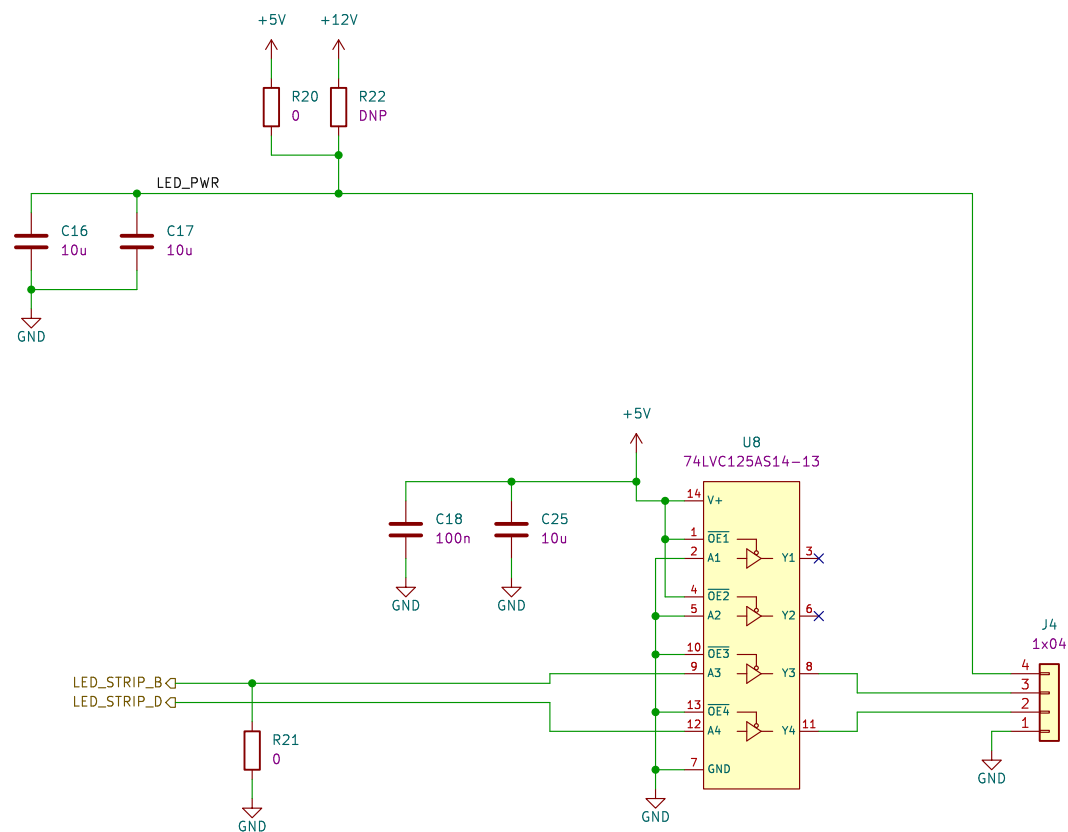 +5V +12V
R20 R22
0 DNP
LED_PWR
C16 C17
10u 10u
GND
+5V
U8
74LVC125AS14-13
14 V+
C18 C25
100n 10u
1 OE1
2 A1 Y1 3
GND GND
4 OE2
5 A2 Y2 6
J4
1x04
10 OE3
9 A3 Y3 8
4
LED_STRIP_B
3
LED_STRIP_D
13 OE4
2
12 A4 Y4 11
1
R21
0
7 GND
GND
GND
GND